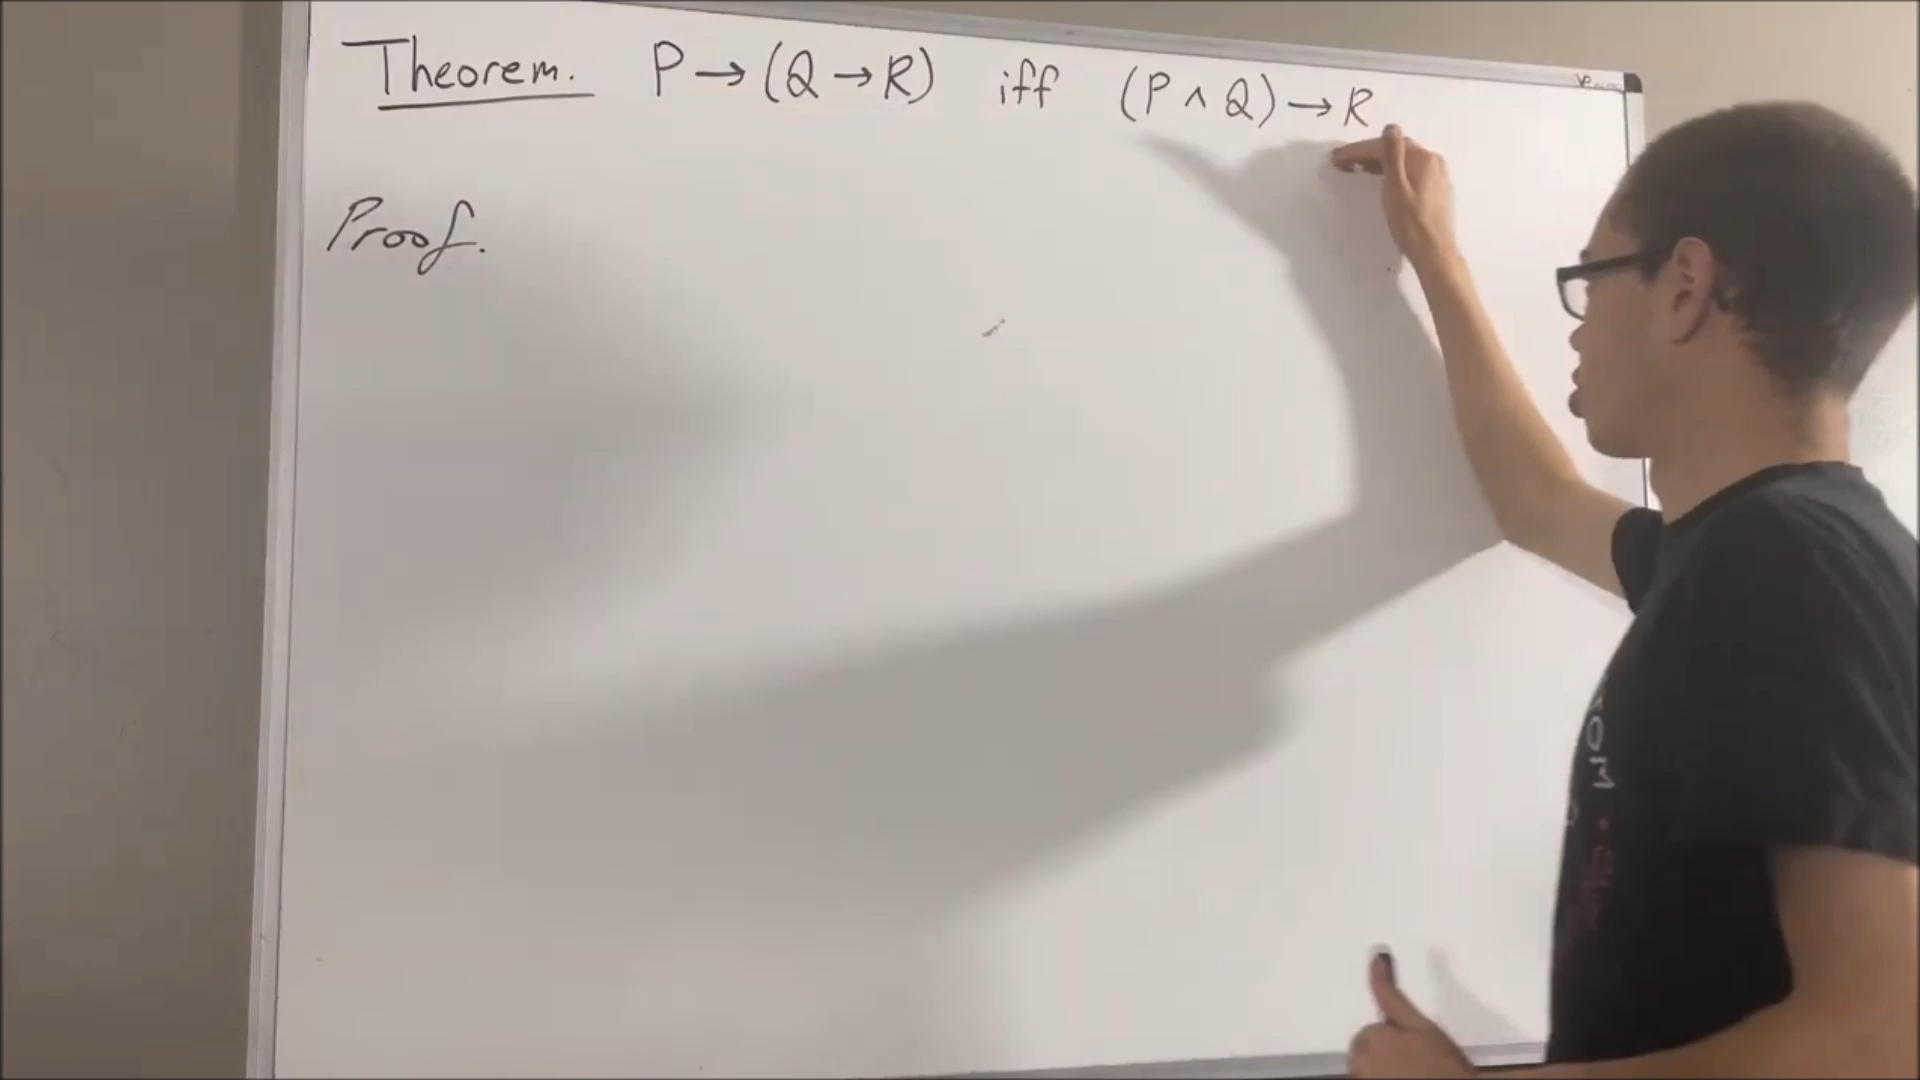 Theorem. P → (Q → R) iff (P ∧ Q) → R
Proof.